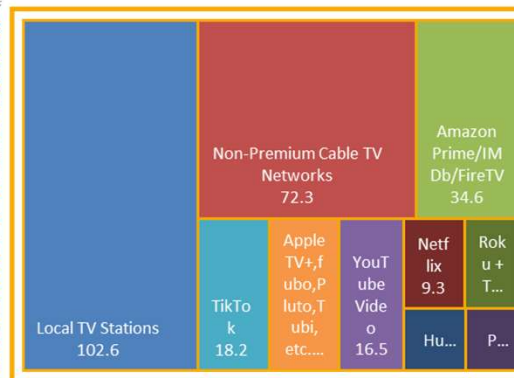 Local TV Stations
102.6
Non-Premium Cable TV
Networks
72.3
Amazon
Prime/IM
Db/FireTV
34.6
TikTo
k
18.2
Apple
TV+,f
ubo,P
luto,T
ubi,
etc....
YouT
ube
Vide
o
16.5
Netf
lix
9.3
Rok
u +
T...
Hu...
P...